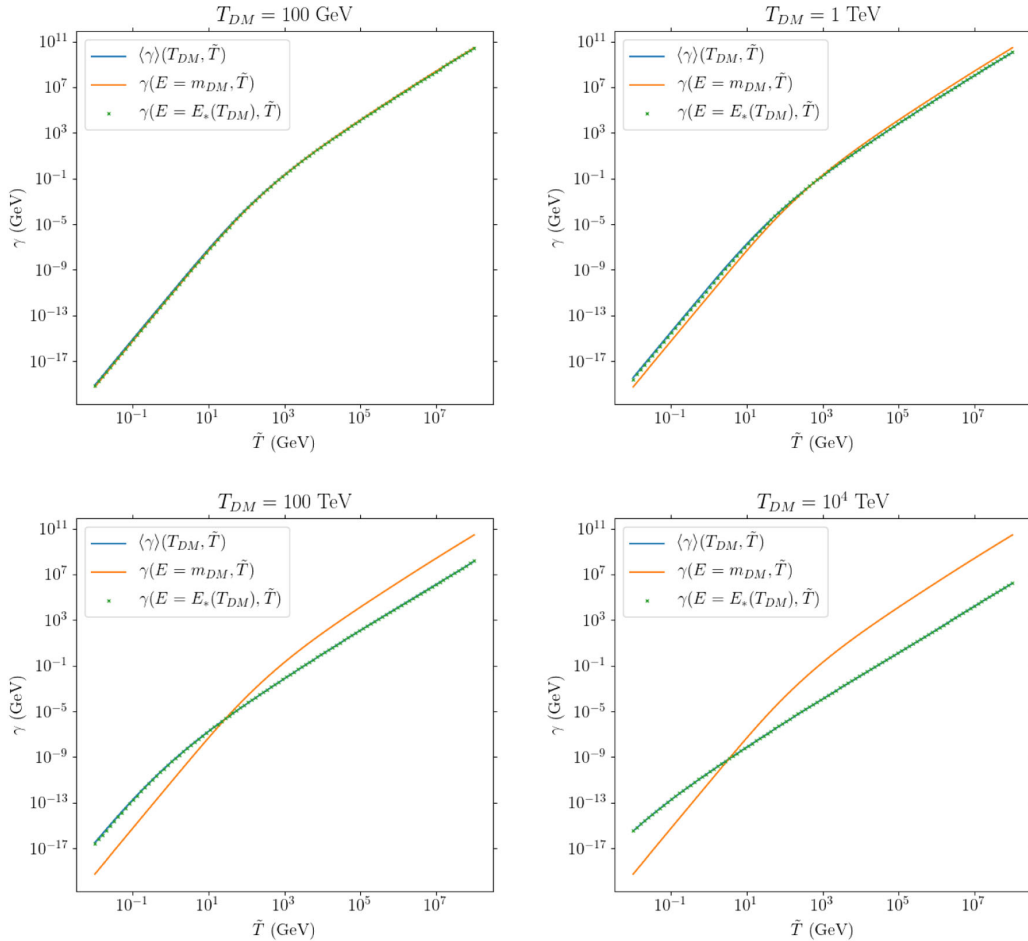 T_{DM} = 100 GeV
⟨γ⟩(T_{DM}, T̃)
γ(E = m_{DM}, T̃)
γ(E = E_*(T_{DM}), T̃)
10^{11}
10^{7}
10^{3}
10^{-1}
10^{-5}
10^{-9}
10^{-13}
10^{-17}
γ (GeV)
10^{-1} 10^{1} 10^{3} 10^{5} 10^{7}
T̃ (GeV)
T_{DM} = 1 TeV
⟨γ⟩(T_{DM}, T̃)
γ(E = m_{DM}, T̃)
γ(E = E_*(T_{DM}), T̃)
10^{11}
10^{7}
10^{3}
10^{-1}
10^{-5}
10^{-9}
10^{-13}
10^{-17}
γ (GeV)
10^{-1} 10^{1} 10^{3} 10^{5} 10^{7}
T̃ (GeV)
T_{DM} = 100 TeV
⟨γ⟩(T_{DM}, T̃)
γ(E = m_{DM}, T̃)
γ(E = E_*(T_{DM}), T̃)
10^{11}
10^{7}
10^{3}
10^{-1}
10^{-5}
10^{-9}
10^{-13}
10^{-17}
γ (GeV)
10^{-1} 10^{1} 10^{3} 10^{5} 10^{7}
T̃ (GeV)
T_{DM} = 10^{4} TeV
⟨γ⟩(T_{DM}, T̃)
γ(E = m_{DM}, T̃)
γ(E = E_*(T_{DM}), T̃)
10^{11}
10^{7}
10^{3}
10^{-1}
10^{-5}
10^{-9}
10^{-13}
10^{-17}
γ (GeV)
10^{-1} 10^{1} 10^{3} 10^{5} 10^{7}
T̃ (GeV)